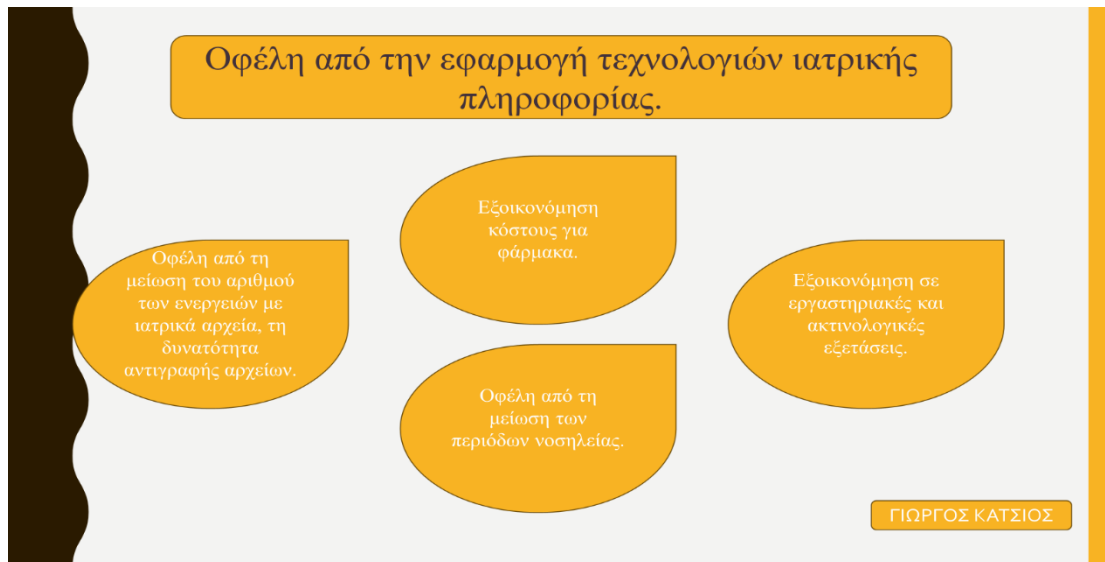 Οφέλη από την εφαρμογή τεχνολογιών ιατρικής
πληροφορίας.
Οφέλη από τη
μείωση του αριθμού
των ενεργειών με
ιατρικά αρχεία, τη
δυνατότητα
αντιγραφής αρχείων.
Εξοικονόμηση
κόστους για
φάρμακα.
Οφέλη από τη
μείωση των
περιόδων νοσηλείας.
Εξοικονόμηση σε
εργαστηριακές και
ακτινολογικές
εξετάσεις.
ΓΙΩΡΓΟΣ ΚΑΤΣΙΟΣ